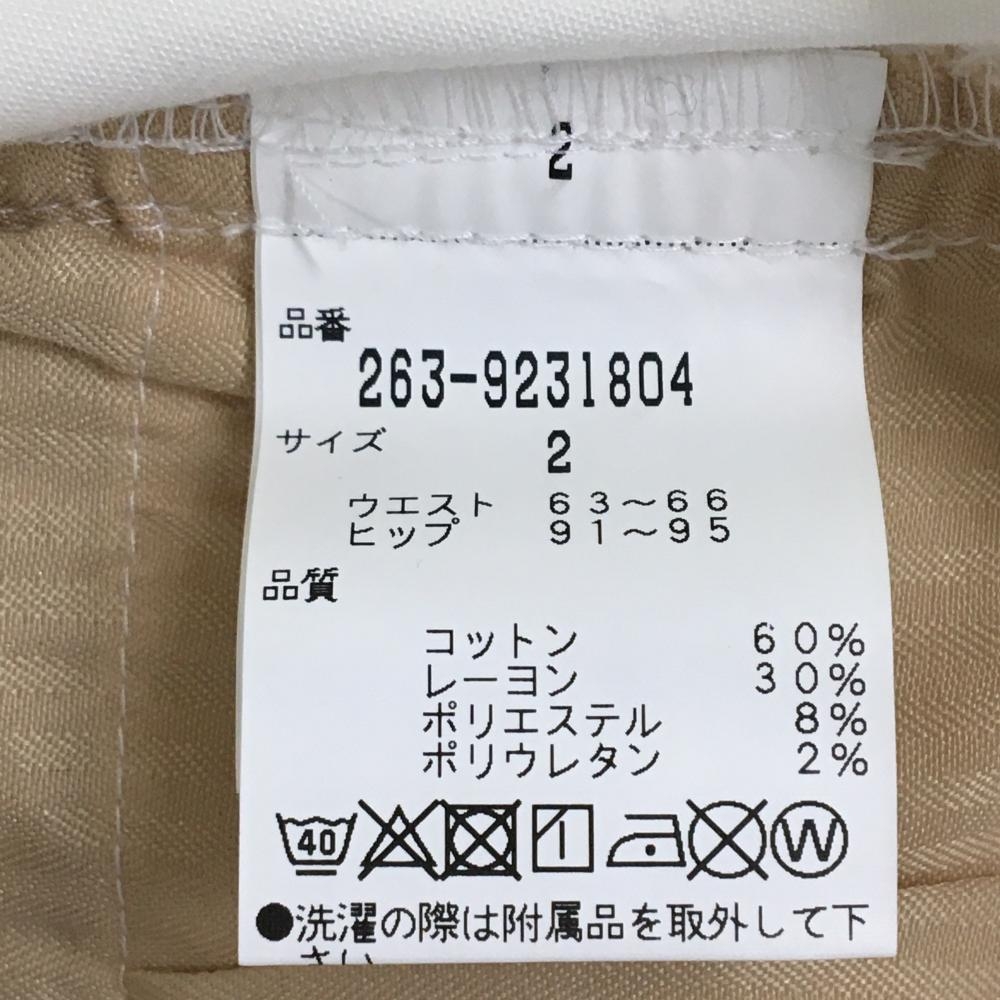 2
品番
263-9231804
サイズ 2
ウエスト 63～66
ヒップ 91～95
品質
コットン 60%
レーヨン 30%
ポリエステル 8%
ポリウレタン 2%
40 W
●洗濯の際は附属品を取外して下
さい